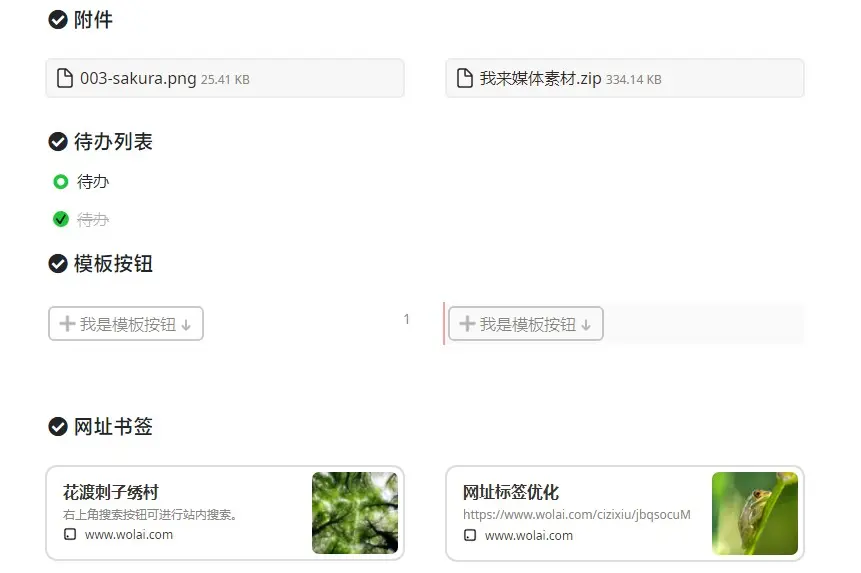 附件
003-sakura.png 25.41 KB
我来媒体素材.zip 334.14 KB
待办列表
待办
待办
模板按钮
我是模板按钮
1
我是模板按钮
网址书签
花渡刺子绣村
右上角搜索按钮可进行站内搜索。
www.wolai.com
网址标签优化
https://www.wolai.com/cizixiu/jbqsocuM
www.wolai.com